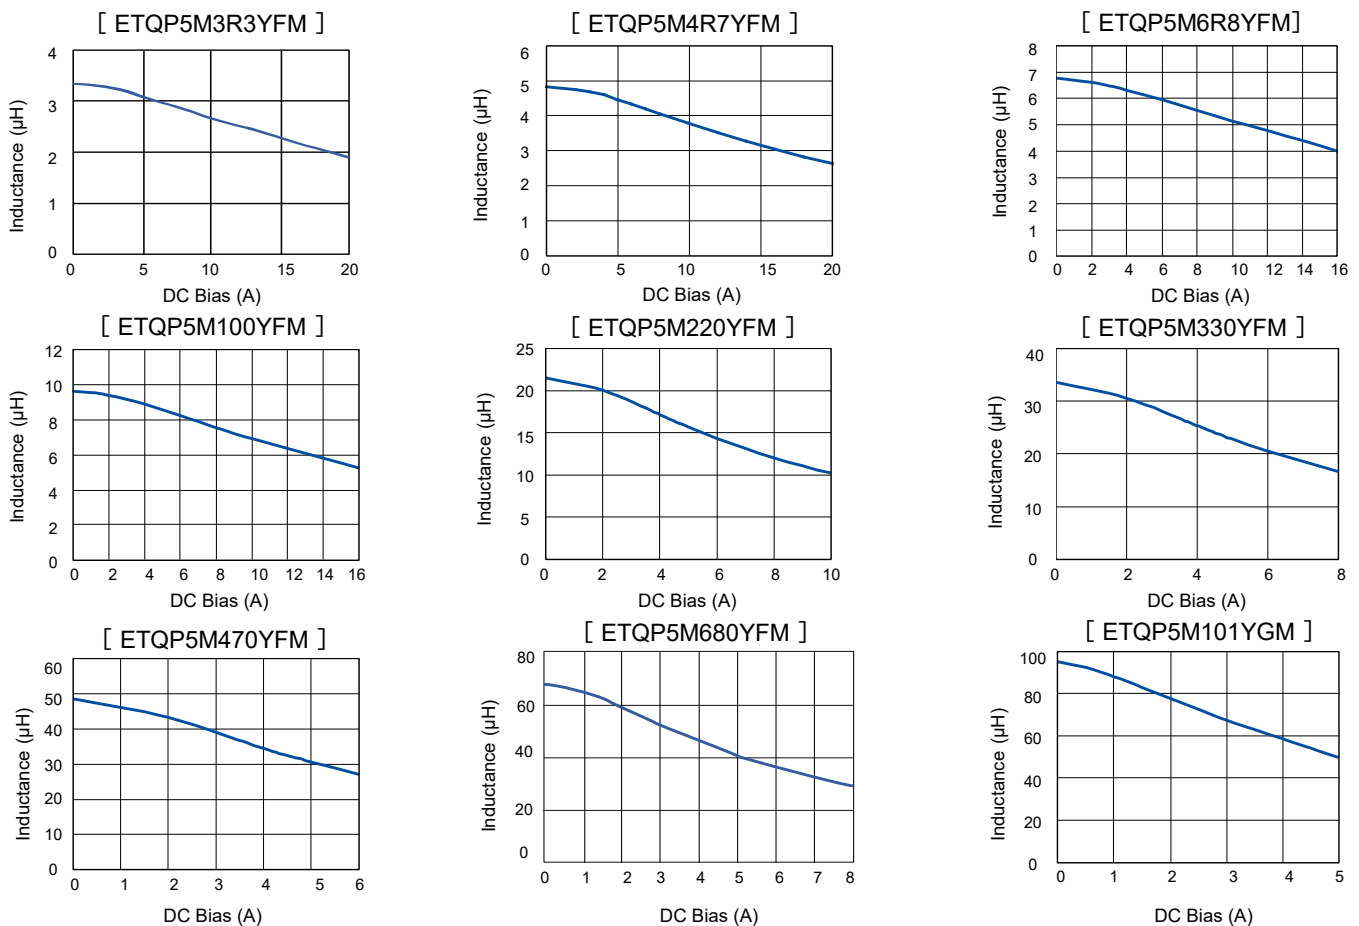 [ ETQP5M3R3YFM ]
4
3
2
1
0
0 5 10 15 20
Inductance (µH)
DC Bias (A)
[ ETQP5M4R7YFM ]
6
5
4
3
2
1
0
0 5 10 15 20
Inductance (µH)
DC Bias (A)
[ ETQP5M6R8YFM]
8
7
6
5
4
3
2
1
0
0 2 4 6 8 10 12 14 16
Inductance (µH)
DC Bias (A)
[ ETQP5M100YFM ]
12
10
8
6
4
2
0
0 2 4 6 8 10 12 14 16
Inductance (µH)
DC Bias (A)
[ ETQP5M220YFM ]
25
20
15
10
5
0
0 2 4 6 8 10
Inductance (µH)
DC Bias (A)
[ ETQP5M330YFM ]
40
30
20
10
0
0 2 4 6 8
Inductance (µH)
DC Bias (A)
[ ETQP5M470YFM ]
60
50
40
30
20
10
0
0 1 2 3 4 5 6
Inductance (µH)
DC Bias (A)
[ ETQP5M680YFM ]
80
60
40
20
0
0 1 2 3 4 5 6 7 8
Inductance (µH)
DC Bias (A)
[ ETQP5M101YGM ]
100
80
60
40
20
0
0 1 2 3 4 5
Inductance (µH)
DC Bias (A)